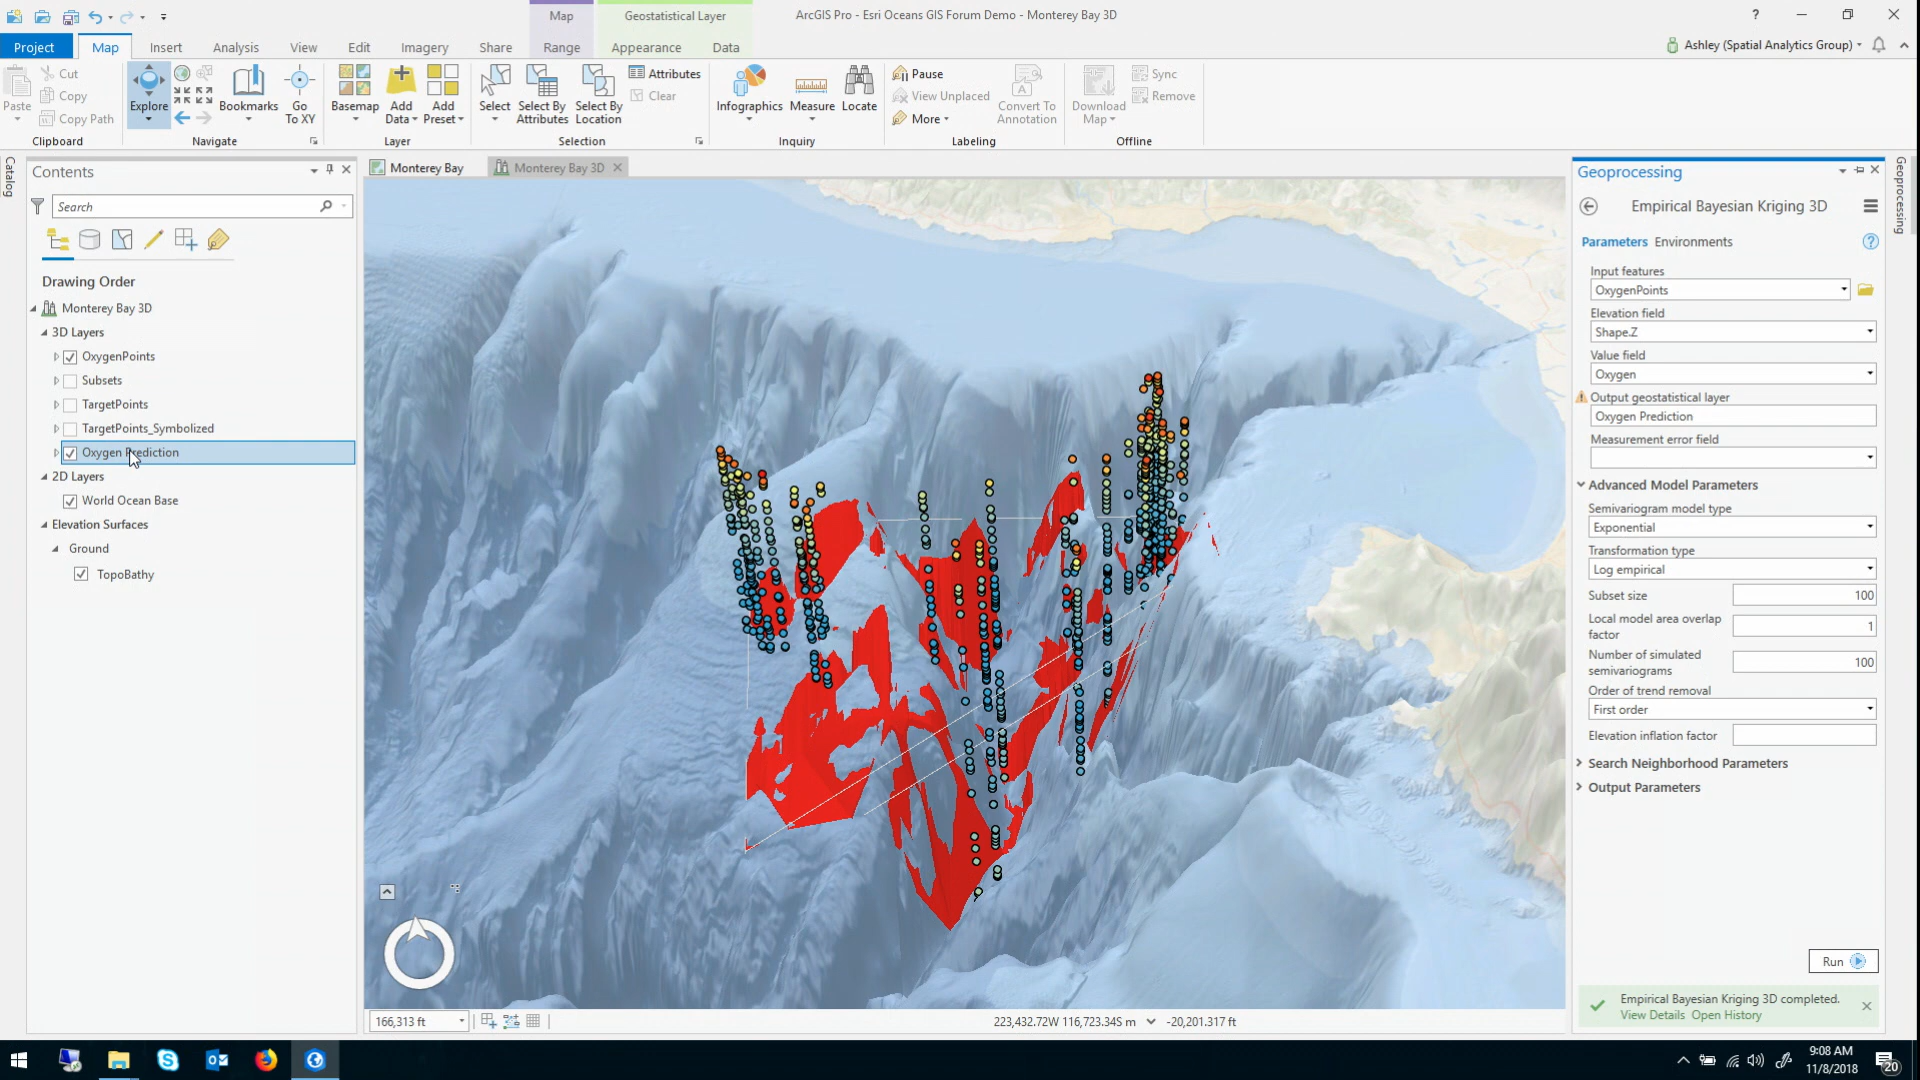 Map
Geostatistical Layer
ArcGIS Pro - Esri Oceans GIS Forum Demo - Monterey Bay 3D
?
Project
Map
Insert
Analysis
View
Edit
Imagery
Share
Range
Appearance
Data
Ashley (Spatial Analytics Group)
Paste
Cut
Copy
Copy Path
Clipboard
Explore
Bookmarks
Go To XY
Navigate
Basemap
Add Data
Add Preset
Layer
Select
Select By Attributes
Select By Location
Attributes
Clear
Selection
Infographics
Measure
Locate
Inquiry
Pause
View Unplaced
More
Convert To Annotation
Labeling
Download Map
Sync
Remove
Offline
Catalog
Contents
Search
Drawing Order
Monterey Bay 3D
3D Layers
OxygenPoints
Subsets
TargetPoints
TargetPoints_Symbolized
Oxygen Prediction
2D Layers
World Ocean Base
Elevation Surfaces
Ground
TopoBathy
Monterey Bay
Monterey Bay 3D
166,313 ft
223,432.72W 116,723.34S m
-20,201.317 ft
Geoprocessing
Geoprocessing
Empirical Bayesian Kriging 3D
Parameters Environments
?
Input features
OxygenPoints
Elevation field
Shape.Z
Value field
Oxygen
Output geostatistical layer
Oxygen Prediction
Measurement error field
Advanced Model Parameters
Semivariogram model type
Exponential
Transformation type
Log empirical
Subset size 100
Local model area overlap factor 1
Number of simulated semivariograms 100
Order of trend removal
First order
Elevation inflation factor
Search Neighborhood Parameters
Output Parameters
Run
Empirical Bayesian Kriging 3D completed.
View Details Open History
9:08 AM
11/8/2018
20